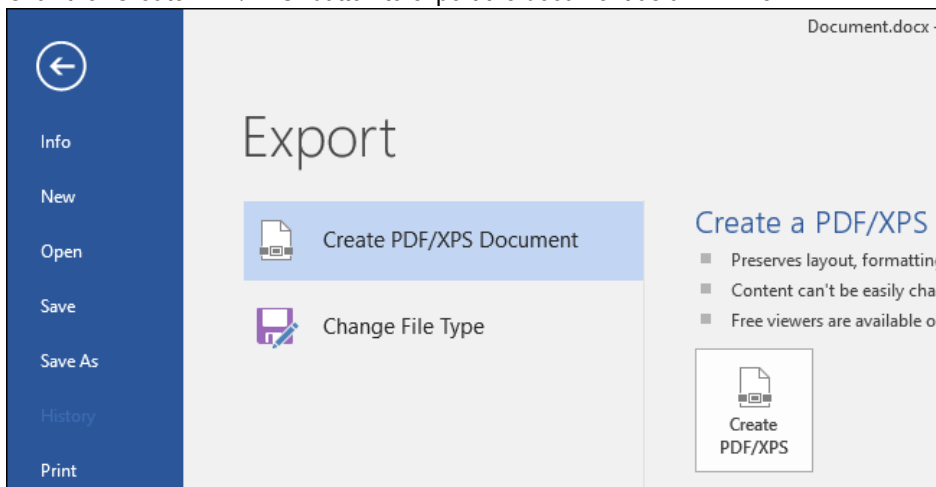 Document.docx -
Export
Info
New
Open
Save
Save As
History
Print
Create PDF/XPS Document
Change File Type
Create a PDF/XPS
Preserves layout, formatting
Content can't be easily cha
Free viewers are available o
Create
PDF/XPS